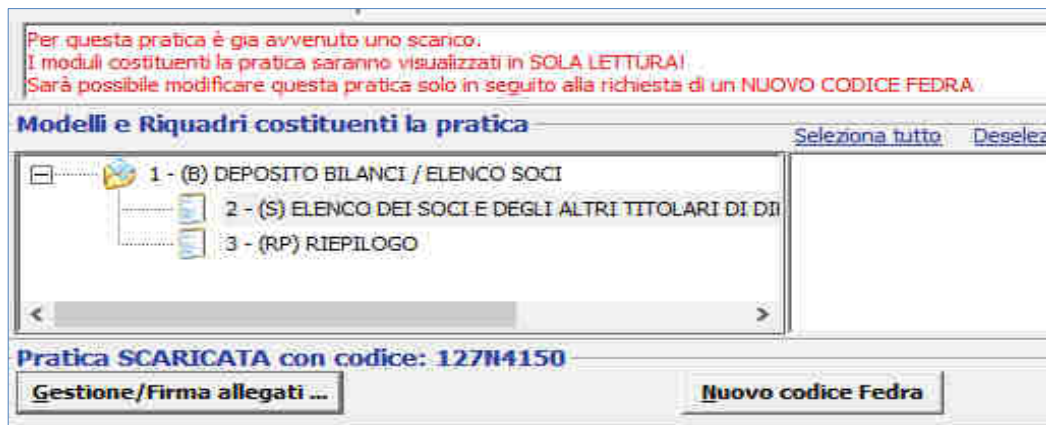 Per questa pratica è gia avvenuto uno scarico.
I moduli costituenti la pratica saranno visualizzati in SOLA LETTURA!
Sarà possibile modificare questa pratica solo in seguito alla richiesta di un NUOVO CODICE FEDRA
Modelli e Riquadri costituenti la pratica
Seleziona tutto Deselez
1 - (B) DEPOSITO BILANCI / ELENCO SOCI
2 - (S) ELENCO DEI SOCI E DEGLI ALTRI TITOLARI DI DI
3 - (RP) RIEPILOGO
Pratica SCARICATA con codice: 127N4150
Gestione/Firma allegati ... Nuovo codice Fedra